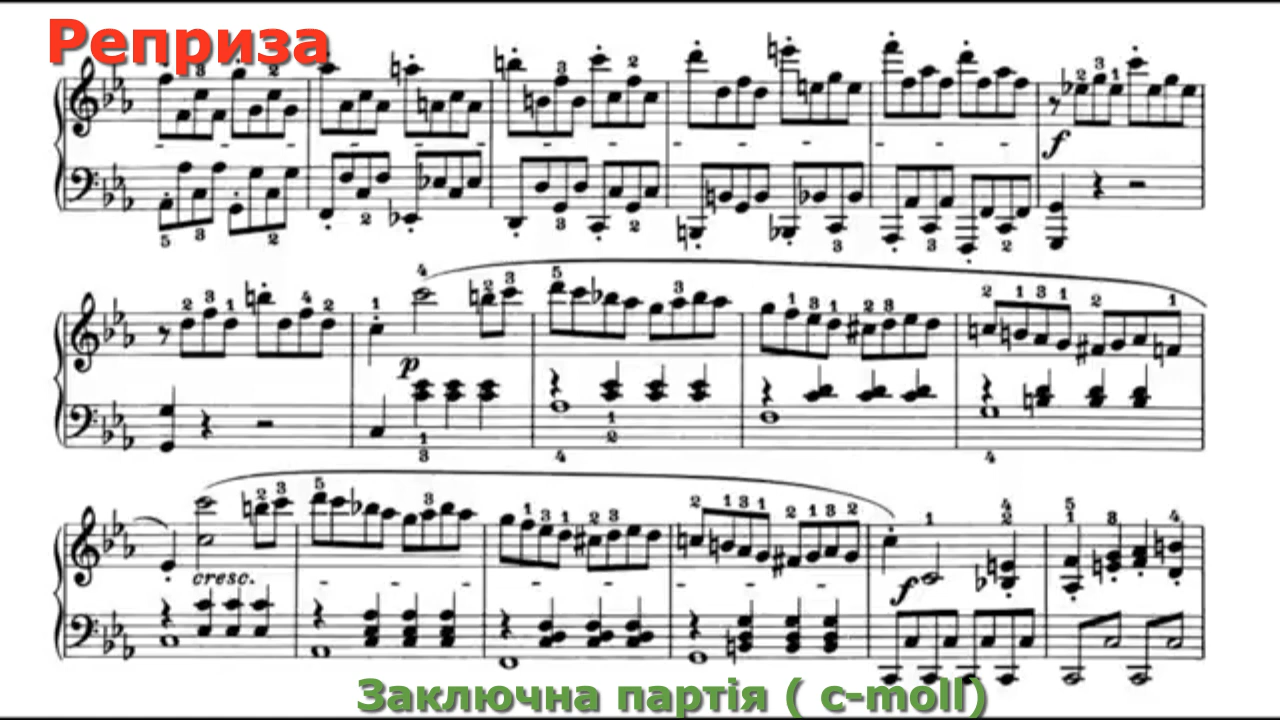 Реприза
f
p
cresc.
f
Заключна партія ( c-moll)